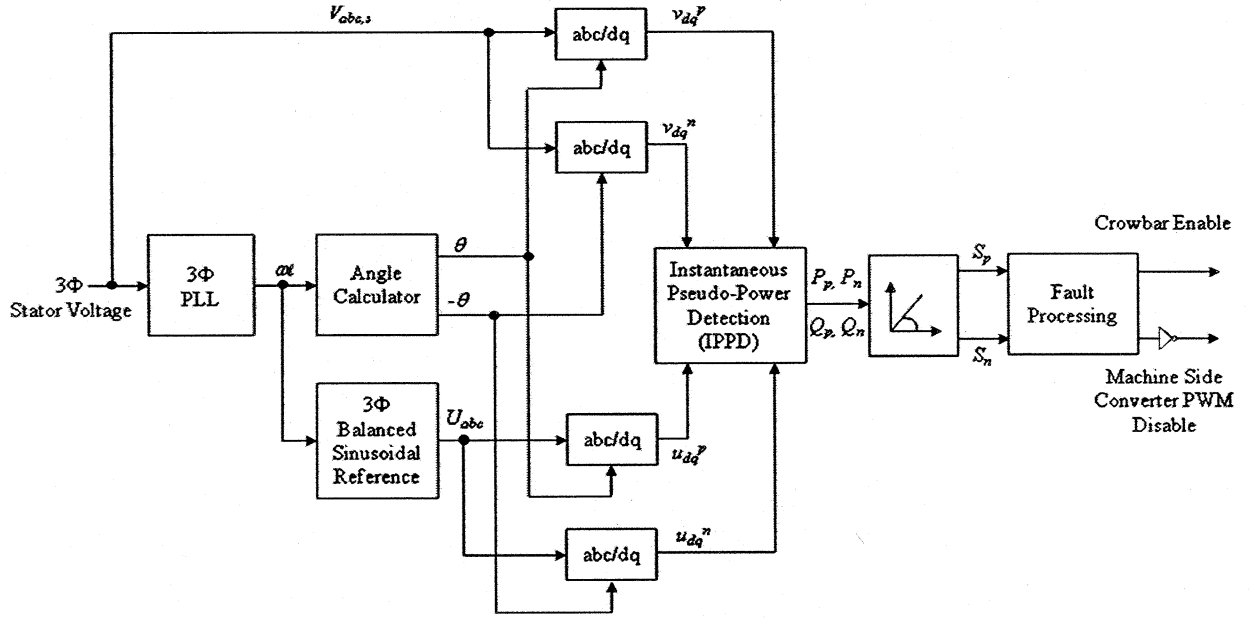 V_abc,s
abc/dq
v_dq^p
abc/dq
v_dq^n
3Φ
Stator Voltage
3Φ
PLL
ωt
Angle
Calculator
θ
-θ
3Φ
Balanced
Sinusoidal
Reference
U_abc
abc/dq
u_dq^p
abc/dq
u_dq^n
Instantaneous
Pseudo-Power
Detection
(IPPD)
P_p, P_n
Q_p, Q_n
S_p
S_n
Fault
Processing
Crowbar Enable
Machine Side
Converter PWM
Disable